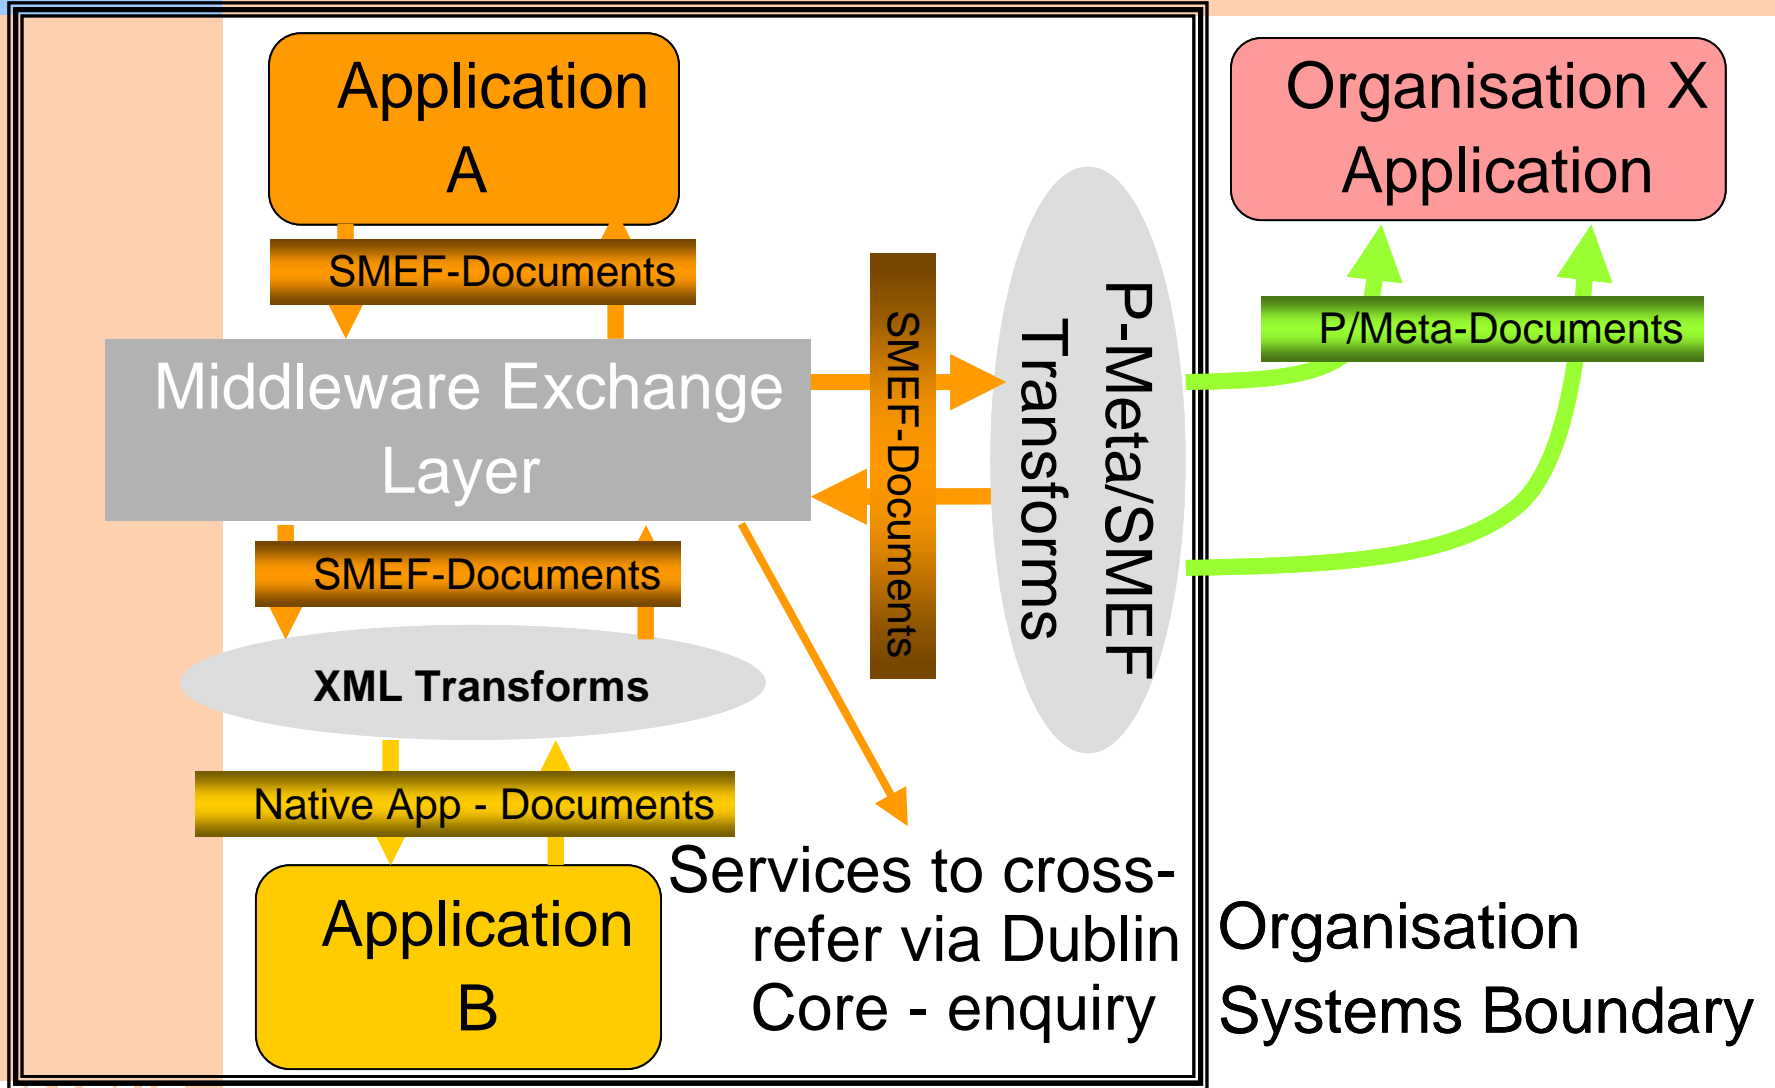 Application
A
Organisation X
Application
SMEF-Documents
P/Meta-Documents
Middleware Exchange
Layer
SMEF-Documents
P-Meta/SMEF
Transforms
SMEF-Documents
XML Transforms
Native App - Documents
Application
B
Services to cross-
refer via Dublin
Core - enquiry
Organisation
Systems Boundary